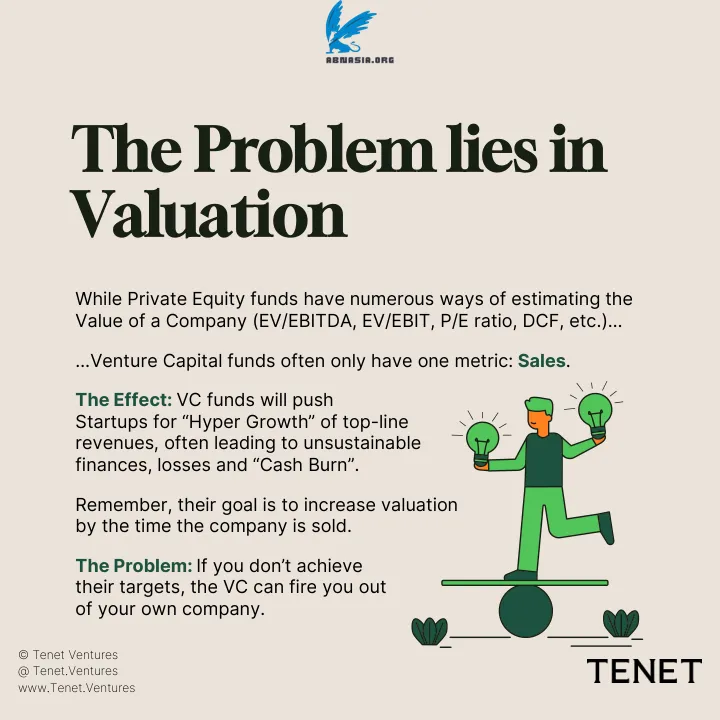 ABNASIA.ORG
The Problem lies in
Valuation
While Private Equity funds have numerous ways of estimating the
Value of a Company (EV/EBITDA, EV/EBIT, P/E ratio, DCF, etc.)...
...Venture Capital funds often only have one metric: Sales.
The Effect: VC funds will push
Startups for “Hyper Growth” of top-line
revenues, often leading to unsustainable
finances, losses and “Cash Burn”.
Remember, their goal is to increase valuation
by the time the company is sold.
The Problem: If you don’t achieve
their targets, the VC can fire you out
of your own company.
© Tenet Ventures
@ Tenet.Ventures
www.Tenet.Ventures
TENET